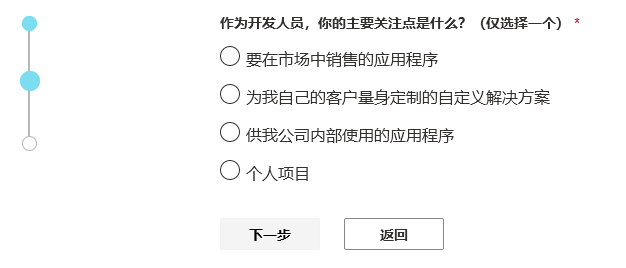 作为开发人员，你的主要关注点是什么？（仅选择一个） *
要在市场中销售的应用程序
为我自己的客户量身定制的自定义解决方案
供我公司内部使用的应用程序
个人项目
下一步 返回